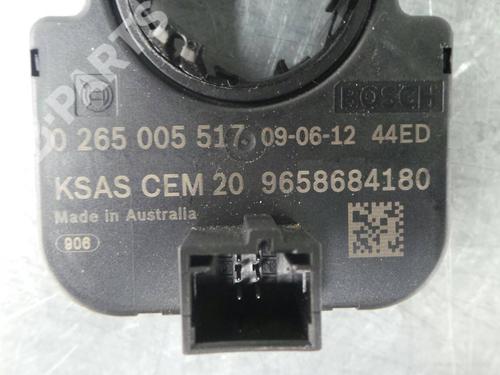 BOSCH
0 265 005 517 09-06-12 44ED
KSAS CEM 20 9658684180
Made in Australia
906